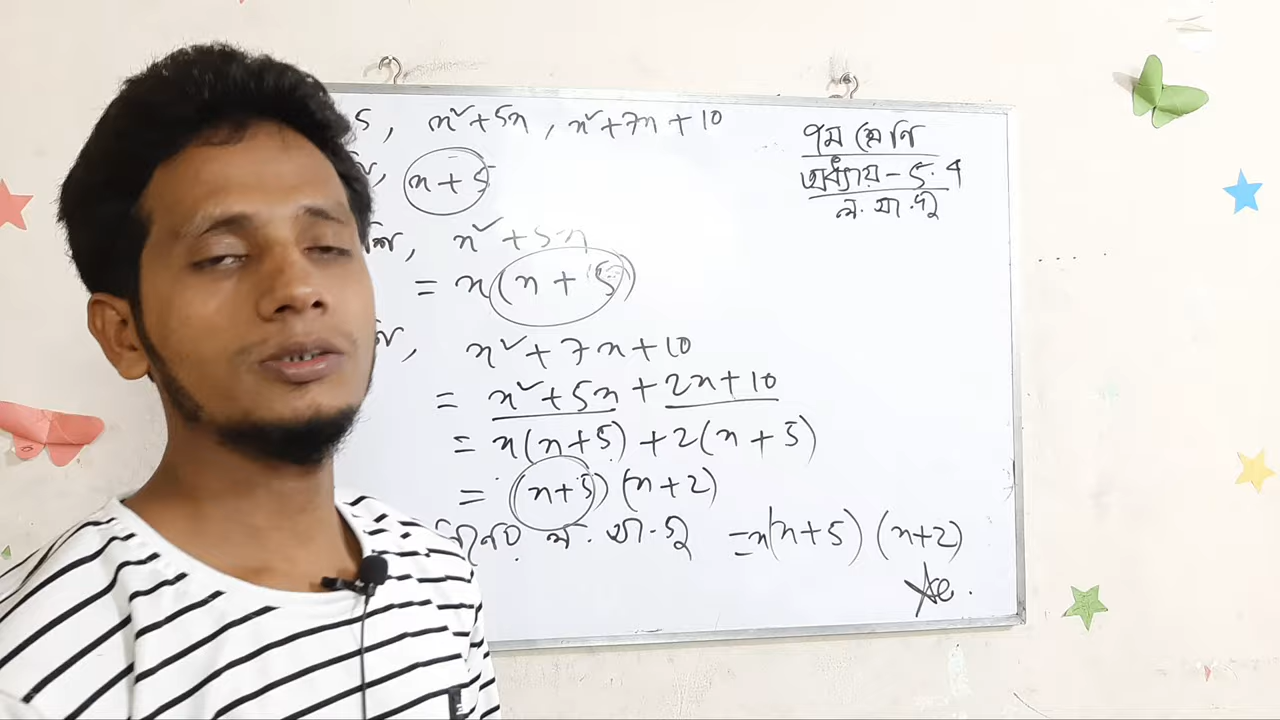 5, x²+5x, x²+7x+10
x+5
শি, x²+5x
= x(x+5)
x²+7x+10
= x²+5x+2x+10
= x(x+5)+2(x+5)
= (x+5)(x+2)
ল.সা.গু =x(x+5)(x+2)
৭ম শ্রেণি
অধ্যায়-৫.৪
ল.সা.গু